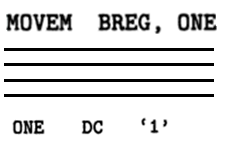 MOVEM BREG, ONE
ONE DC ‘1’